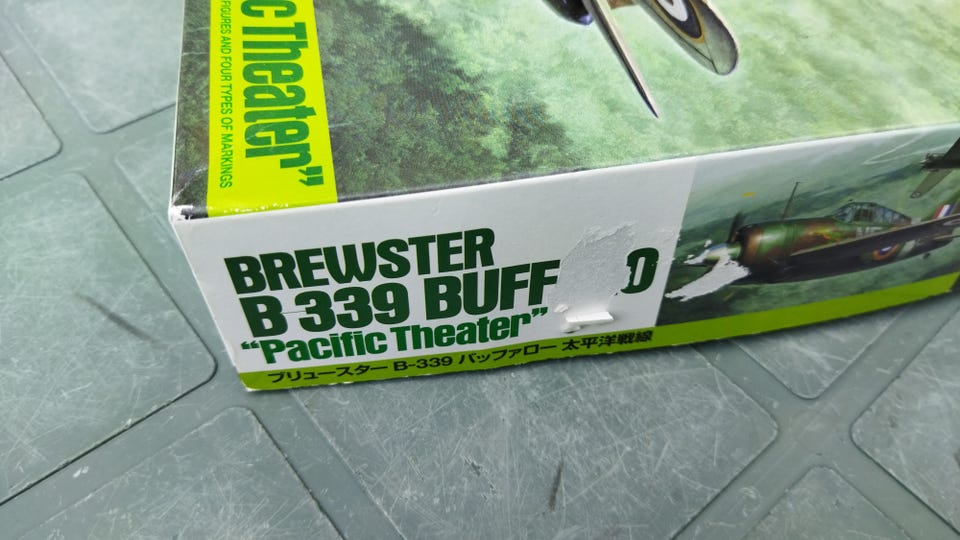 c Theater"
FIGURES AND FOUR TYPES OF MARKINGS
BREWSTER
B-339 BUFF O
"Pacific Theater"
ブリュースター B-339 バッファロー 太平洋戦線